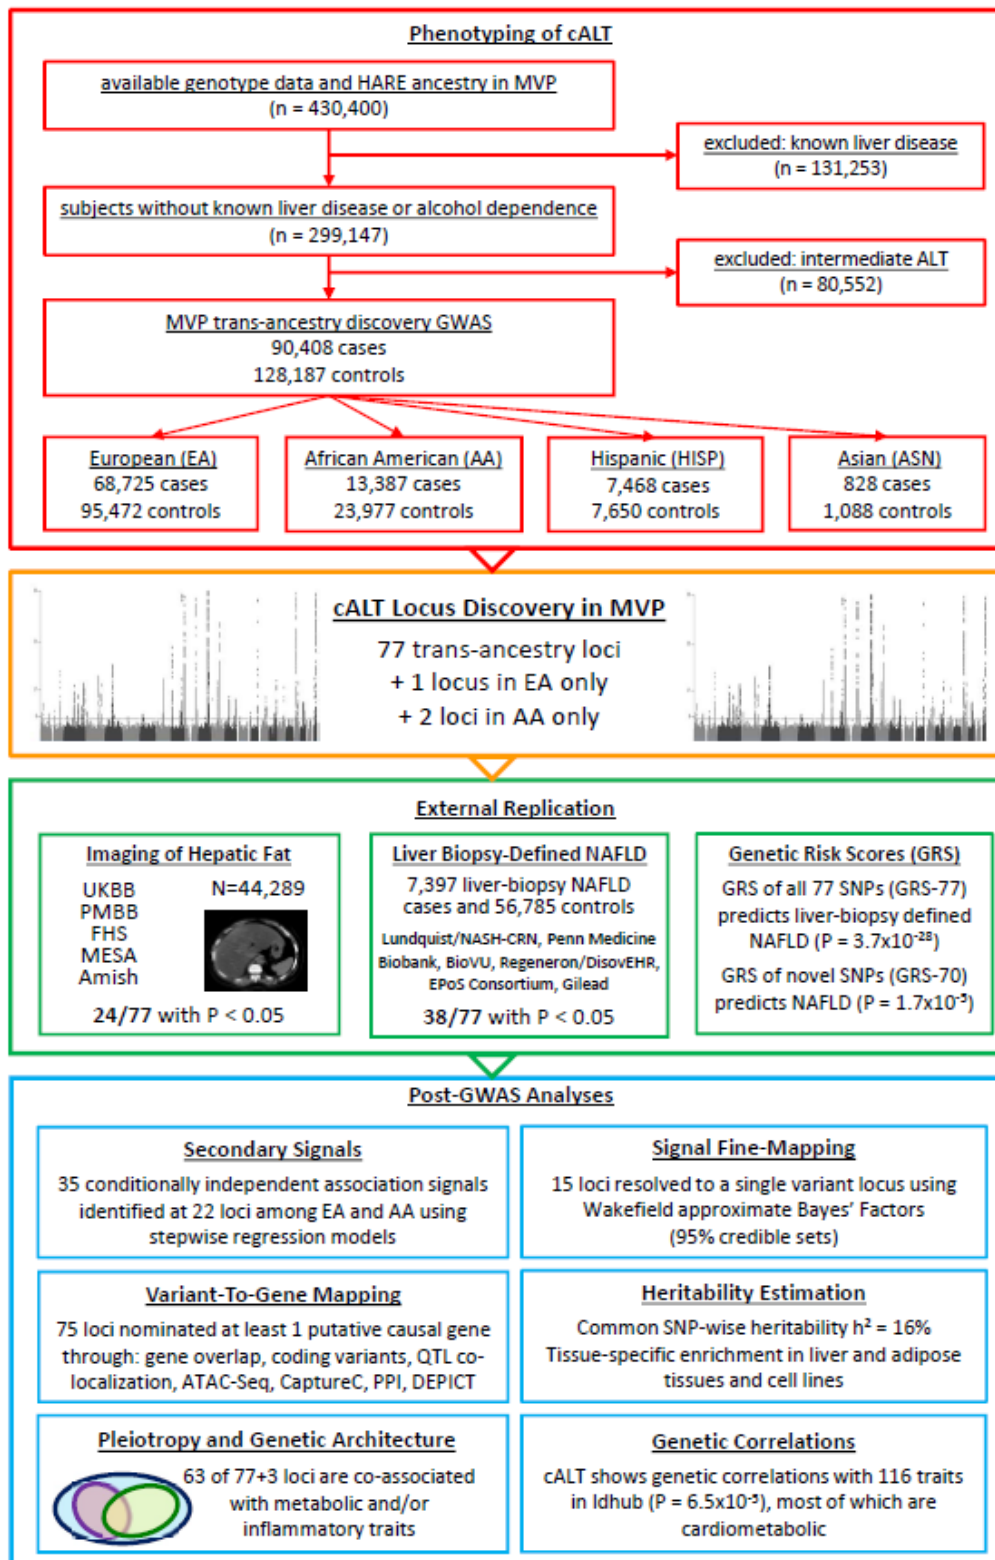 Phenotyping of cALT
available genotype data and HARE ancestry in MVP
(n = 430,400)
excluded: known liver disease
(n = 131,253)
subjects without known liver disease or alcohol dependence
(n = 299,147)
excluded: intermediate ALT
(n = 80,552)
MVP trans-ancestry discovery GWAS
90,408 cases
128,187 controls
European (EA)
68,725 cases
95,472 controls
African American (AA)
13,387 cases
23,977 controls
Hispanic (HISP)
7,468 cases
7,650 controls
Asian (ASN)
828 cases
1,088 controls
cALT Locus Discovery in MVP
77 trans-ancestry loci
+ 1 locus in EA only
+ 2 loci in AA only
External Replication
Imaging of Hepatic Fat
UKBB
PMBB
FHS
MESA
Amish
N=44,289
24/77 with P < 0.05
Liver Biopsy-Defined NAFLD
7,397 liver-biopsy NAFLD
cases and 56,785 controls
Lundquist/NASH-CRN, Penn Medicine
Biobank, BioVU, Regeneron/DisovEHR,
EPoS Consortium, Gilead
38/77 with P < 0.05
Genetic Risk Scores (GRS)
GRS of all 77 SNPs (GRS-77)
predicts liver-biopsy defined
NAFLD (P = 3.7x10⁻²⁸)
GRS of novel SNPs (GRS-70)
predicts NAFLD (P = 1.7x10⁻⁵)
Post-GWAS Analyses
Secondary Signals
35 conditionally independent association signals
identified at 22 loci among EA and AA using
stepwise regression models
Signal Fine-Mapping
15 loci resolved to a single variant locus using
Wakefield approximate Bayes’ Factors
(95% credible sets)
Variant-To-Gene Mapping
75 loci nominated at least 1 putative causal gene
through: gene overlap, coding variants, QTL co-
localization, ATAC-Seq, CaptureC, PPI, DEPICT
Heritability Estimation
Common SNP-wise heritability h² = 16%
Tissue-specific enrichment in liver and adipose
tissues and cell lines
Pleiotropy and Genetic Architecture
63 of 77+3 loci are co-associated
with metabolic and/or
inflammatory traits
Genetic Correlations
cALT shows genetic correlations with 116 traits
in ldhub (P = 6.5x10⁻⁵), most of which are
cardiometabolic